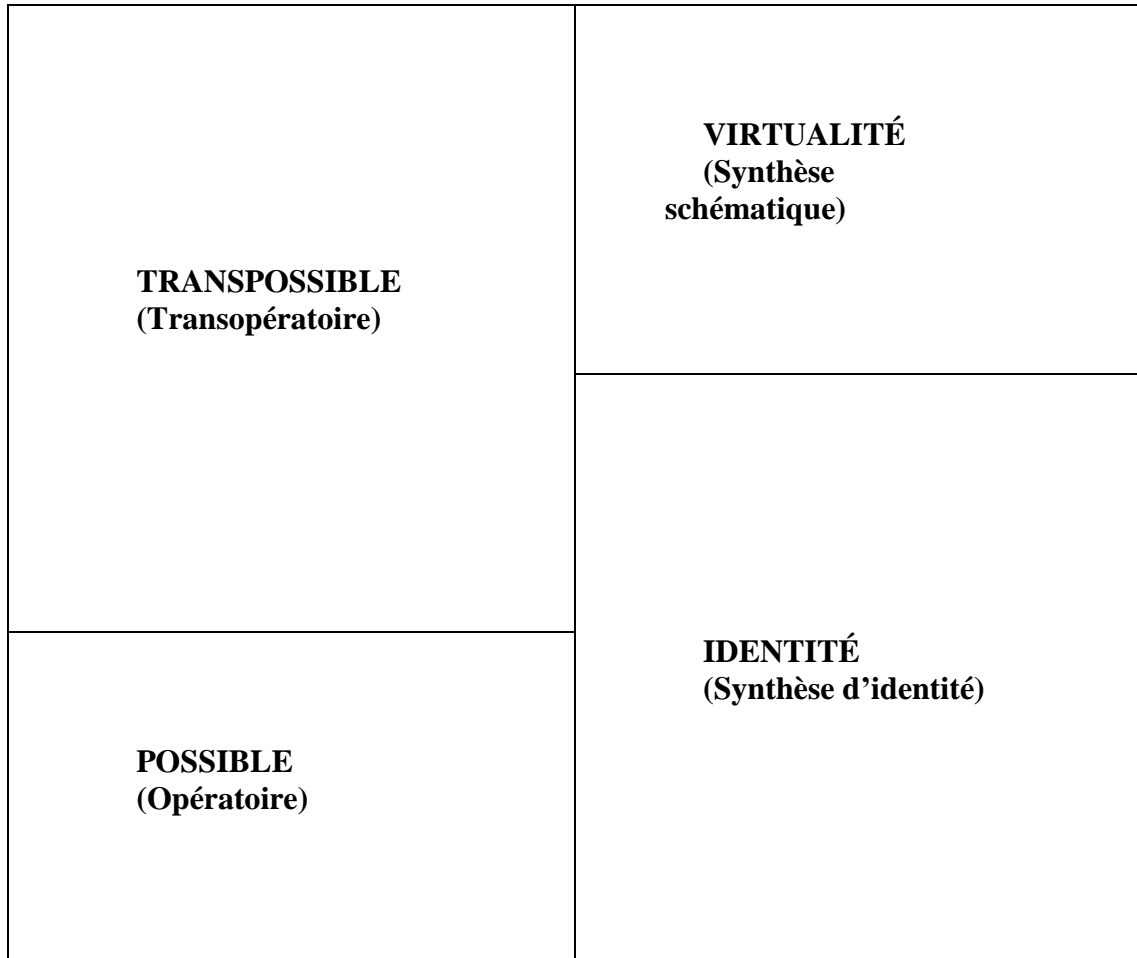 TRANSPOSSIBLE
(Transopératoire)
POSSIBLE
(Opératoire)
VIRTUALITÉ
(Synthèse
schématique)
IDENTITÉ
(Synthèse d’identité)